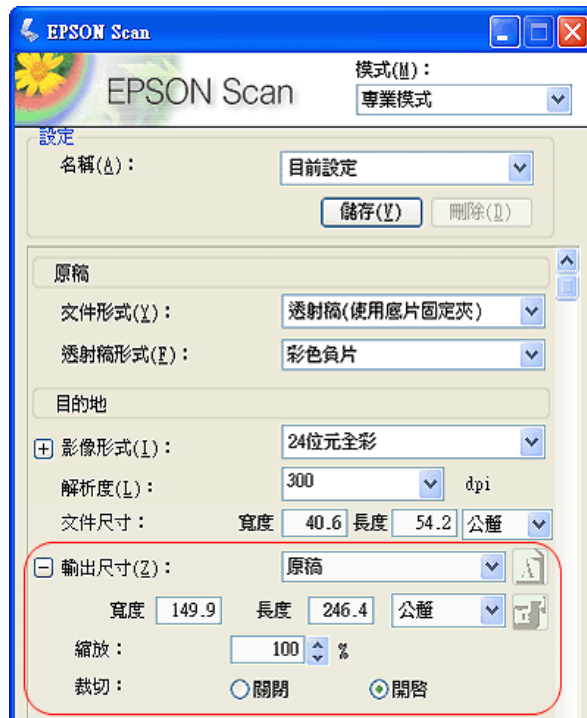 EPSON Scan
EPSON Scan
模式(M)：
專業模式
設定
名稱(A)：
目前設定
儲存(V)
刪除(D)
原稿
文件形式(Y)：
透射稿(使用底片固定夾)
透射稿形式(F)：
彩色負片
目的地
影像形式(I)：
24位元全彩
解析度(L)：
300
dpi
文件尺寸：
寬度 40.6 長度 54.2 公釐
輸出尺寸(Z)：
原稿
寬度 149.9 長度 246.4 公釐
縮放：
100 %
裁切：
關閉 開啓